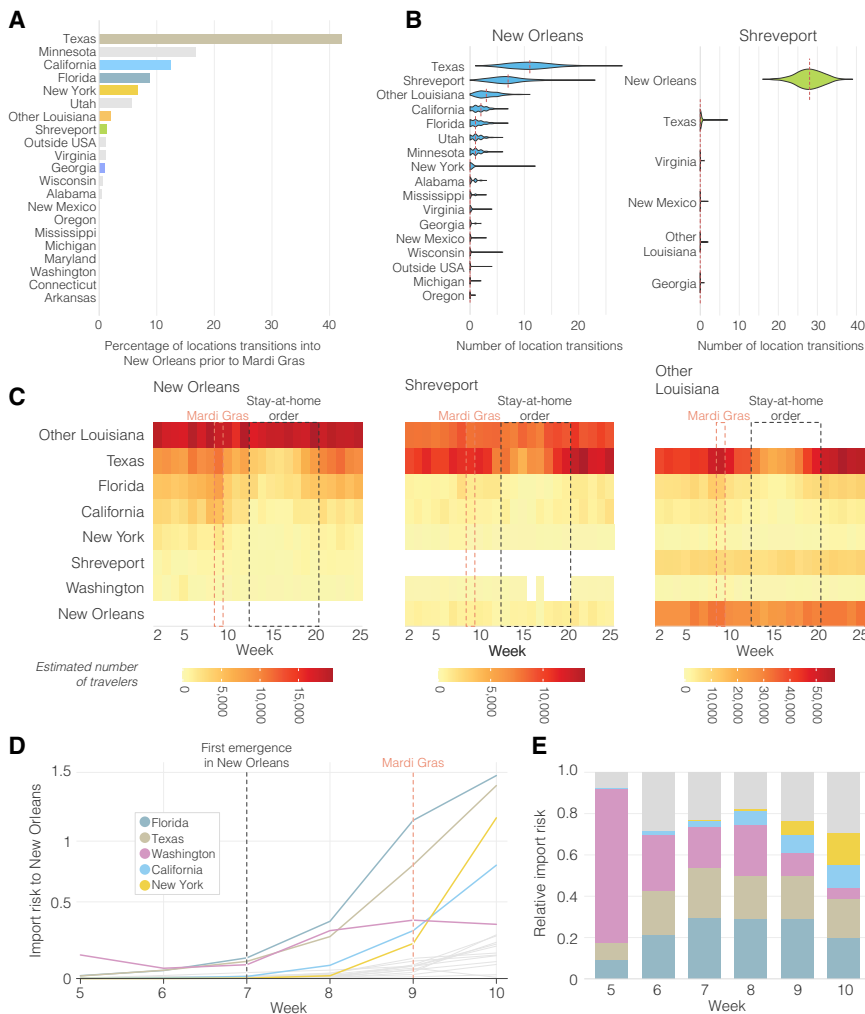 A
Texas
Minnesota
California
Florida
New York
Utah
Other Louisiana
Shreveport
Outside USA
Virginia
Georgia
Wisconsin
Alabama
New Mexico
Oregon
Mississippi
Michigan
Maryland
Washington
Connecticut
Arkansas
0 10 20 30 40
Percentage of locations transitions into
New Orleans prior to Mardi Gras
B
New Orleans
Texas
Shreveport
Other Louisiana
California
Florida
Utah
Minnesota
New York
Alabama
Mississippi
Virginia
Georgia
New Mexico
Wisconsin
Outside USA
Michigan
Oregon
0 10 20
Number of location transitions
Shreveport
New Orleans
Texas
Virginia
New Mexico
Other
Louisiana
Georgia
0 10 20 30 40
Number of location transitions
C
New Orleans
Stay-at-home
order
Mardi Gras
Other Louisiana
Texas
Florida
California
New York
Shreveport
Washington
New Orleans
2 5 10 15 20 25
Week
Shreveport
Stay-at-home
order
Mardi Gras
2 5 10 15 20 25
Week
Other
Louisiana
Stay-at-home
order
Mardi Gras
2 5 10 15 20 25
Week
Estimated number
of travelers
0 5,000 10,000 15,000
0 5,000 10,000
0 10,000 20,000 30,000 40,000 50,000
D
First emergence
in New Orleans
Mardi Gras
Import risk to New Orleans
1.5
1
0.5
0
Florida
Texas
Washington
California
New York
5 6 7 8 9 10
Week
E
Relative import risk
1.0
0.8
0.6
0.4
0.2
0
5 6 7 8 9 10
Week